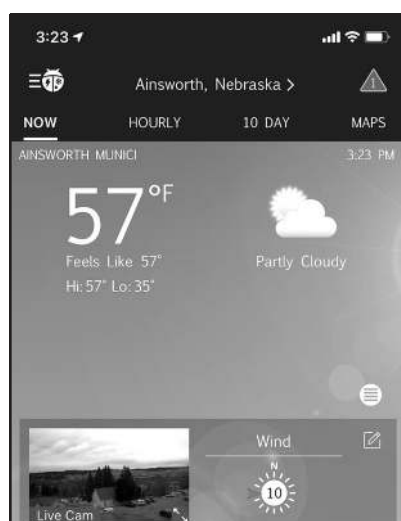 3:23
Ainsworth, Nebraska >
1
NOW HOURLY 10 DAY MAPS
AINSWORTH MUNICI 3:23 PM
57°F
Partly Cloudy
Feels Like 57°
Hi: 57° Lo: 35°
Wind
N
10
Live Cam